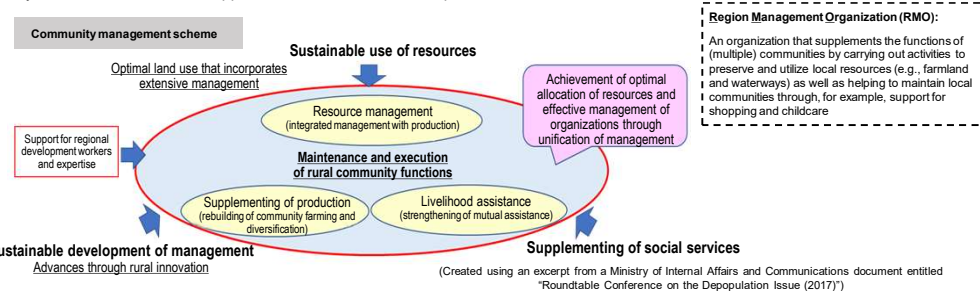 Community management scheme
Sustainable use of resources
Optimal land use that incorporates
extensive management
Resource management
(integrated management with production)
Achievement of optimal
allocation of resources and
effective management of
organizations through
unification of management
Support for regional
development workers
and expertise
Maintenance and execution
of rural community functions
Supplementing of production
(rebuilding of community farming and
diversification)
Livelihood assistance
(strengthening of mutual assistance)
ustainable development of management
Advances through rural innovation
Supplementing of social services
(Created using an excerpt from a Ministry of Internal Affairs and Communications document entitled
“Roundtable Conference on the Depopulation Issue (2017)”)
Region Management Organization (RMO):
An organization that supplements the functions of
(multiple) communities by carrying out activities to
preserve and utilize local resources (e.g., farmland
and waterways) as well as helping to maintain local
communities through, for example, support for
shopping and childcare